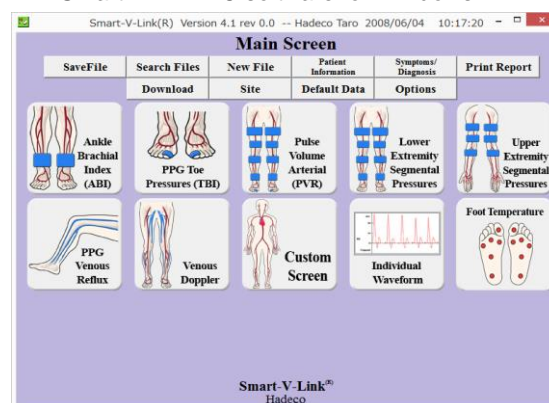 Smart-V-Link(R) Version 4.1 rev 0.0 -- Hadeco Taro 2008/06/04 10:17:20
Main Screen
SaveFile
Search Files
New File
Patient
Information
Symptoms/
Diagnosis
Print Report
Download
Site
Default Data
Options
Ankle
Brachial
Index
(ABI)
PPG Toe
Pressures (TBI)
Pulse
Volume
Arterial
(PVR)
Lower
Extremity
Segmental
Pressures
Upper
Extremity
Segmental
Pressures
PPG
Venous
Reflux
Venous
Doppler
Custom
Screen
Individual
Waveform
Foot Temperature
Smart-V-Link(R)
Hadeco